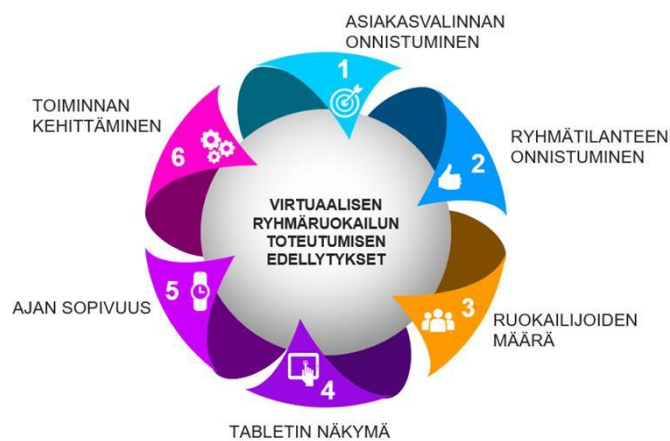 ASIAKASVALINNAN
ONNISTUMINEN
1
RYHMÄTILANTEEN
ONNISTUMINEN
2
RUOKAILIJOIDEN
MÄÄRÄ
3
TABLETIN NÄKYMÄ
4
AJAN SOPIVUUS
5
TOIMINNAN
KEHITTÄMINEN
6
VIRTUAALISEN
RYHMÄRUOKAILUN
TOTEUTUMISEN
EDELLYTYKSET